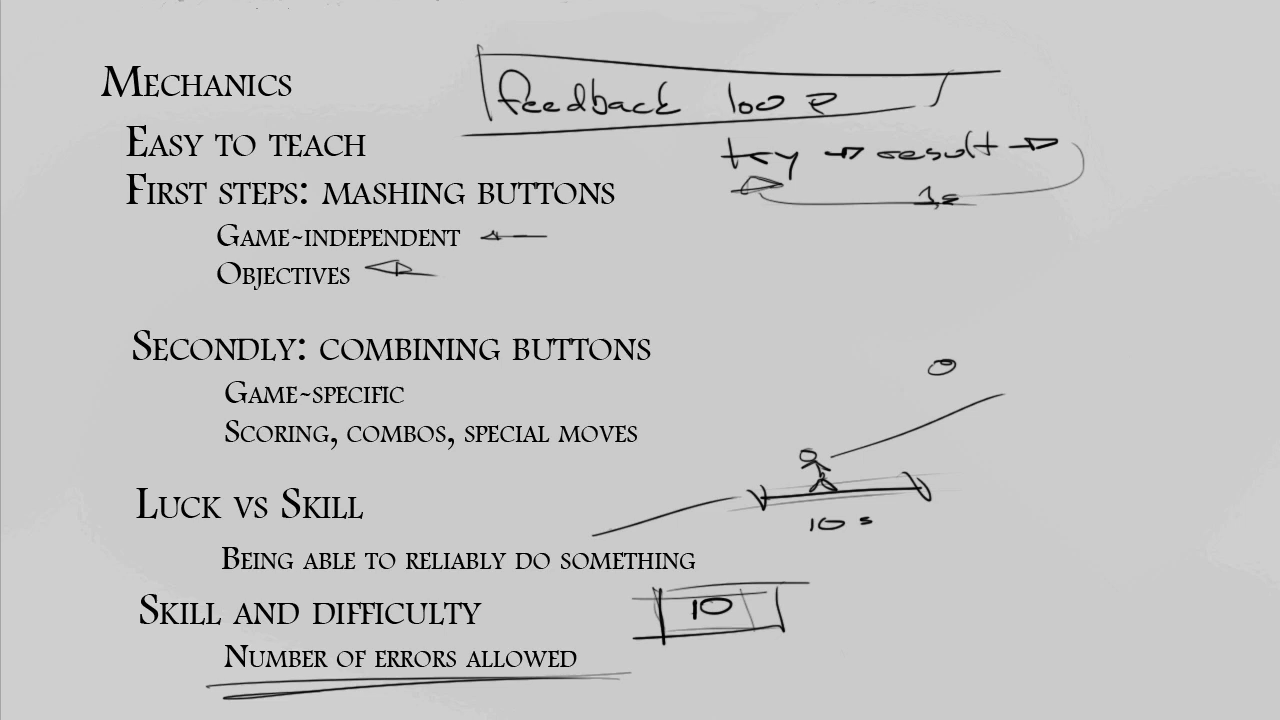 Mechanics
feedback loop
Easy to teach
try → result →
First steps: mashing buttons
1s
Game-independent
Objectives
Secondly: combining buttons
Game-specific
Scoring, combos, special moves
Luck vs Skill
10 s
Being able to reliably do something
Skill and difficulty
10
Number of errors allowed